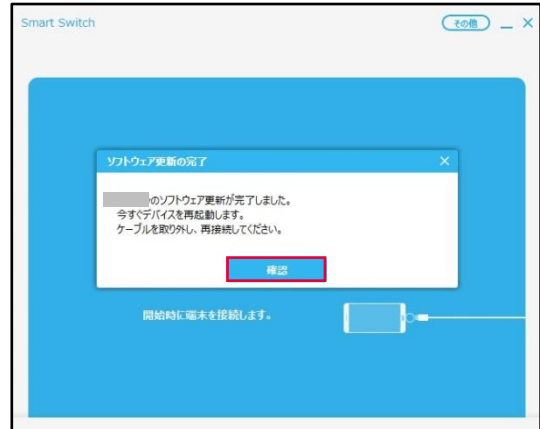 Smart Switch
その他
ソフトウェア更新の完了
のソフトウェア更新が完了しました。
今すぐデバイスを再起動します。
ケーブルを取り外し、再接続してください。
確認
開始時に端末を接続します。